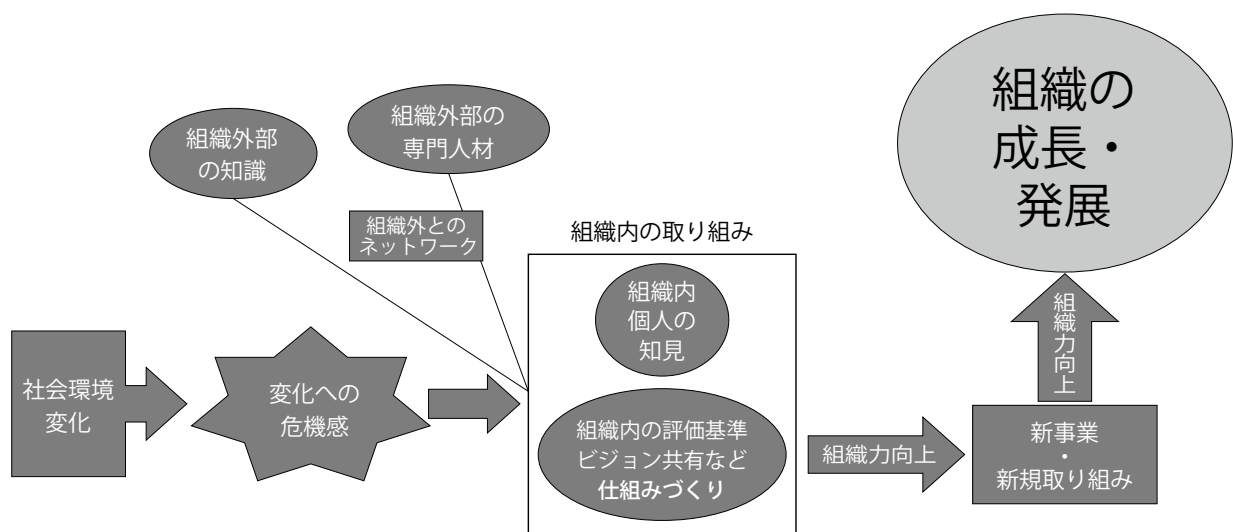 組織外部
の知識
組織外部の
専門人材
組織外との
ネットワーク
組織内の取り組み
組織内
個人の
知見
組織内の評価基準
ビジョン共有など
仕組みづくり
社会環境
変化
変化への
危機感
組織力向上
新事業
・
新規取り組み
組織力向上
組織の
成長・
発展